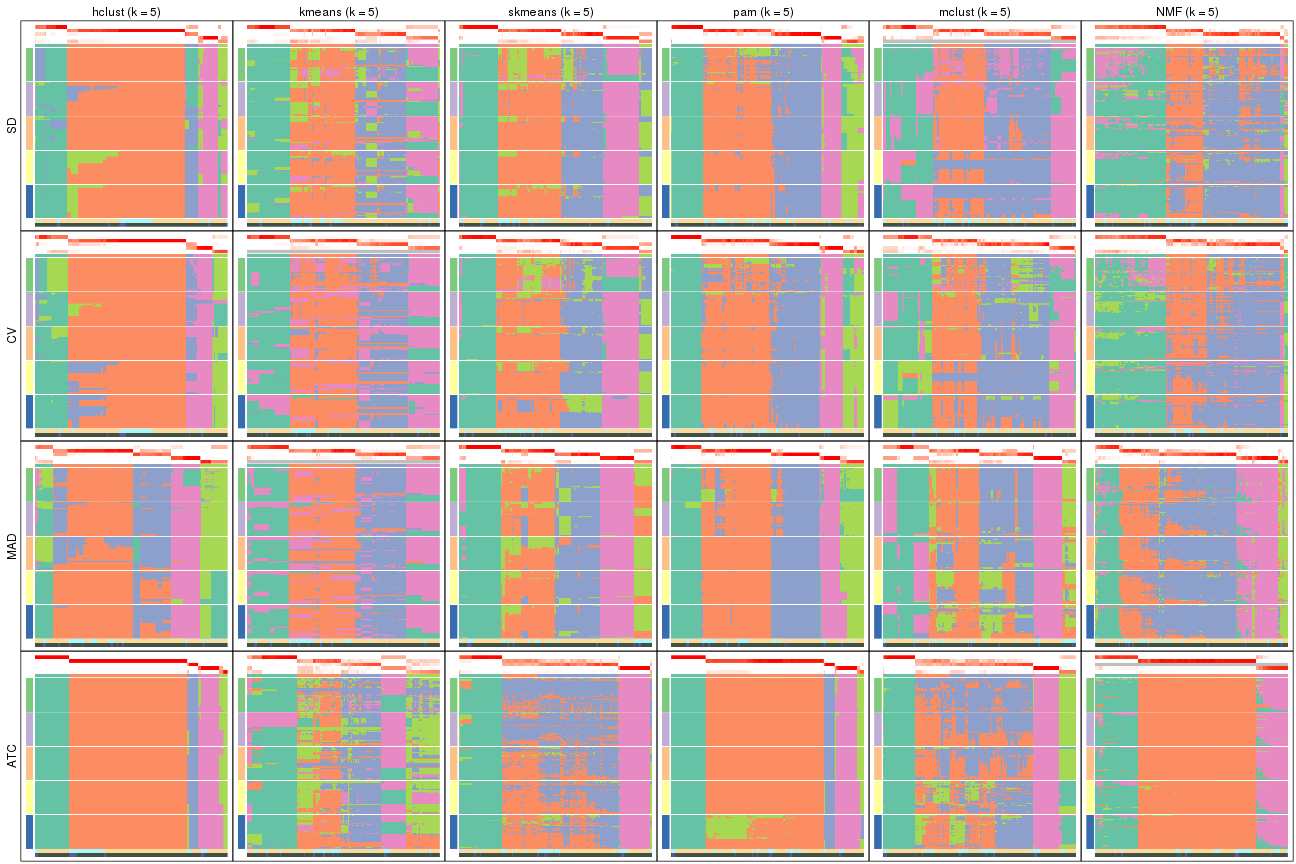 hclust (k = 5) kmeans (k = 5) skmeans (k = 5) pam (k = 5) mclust (k = 5) NMF (k = 5)
SD
CV
MAD
ATC